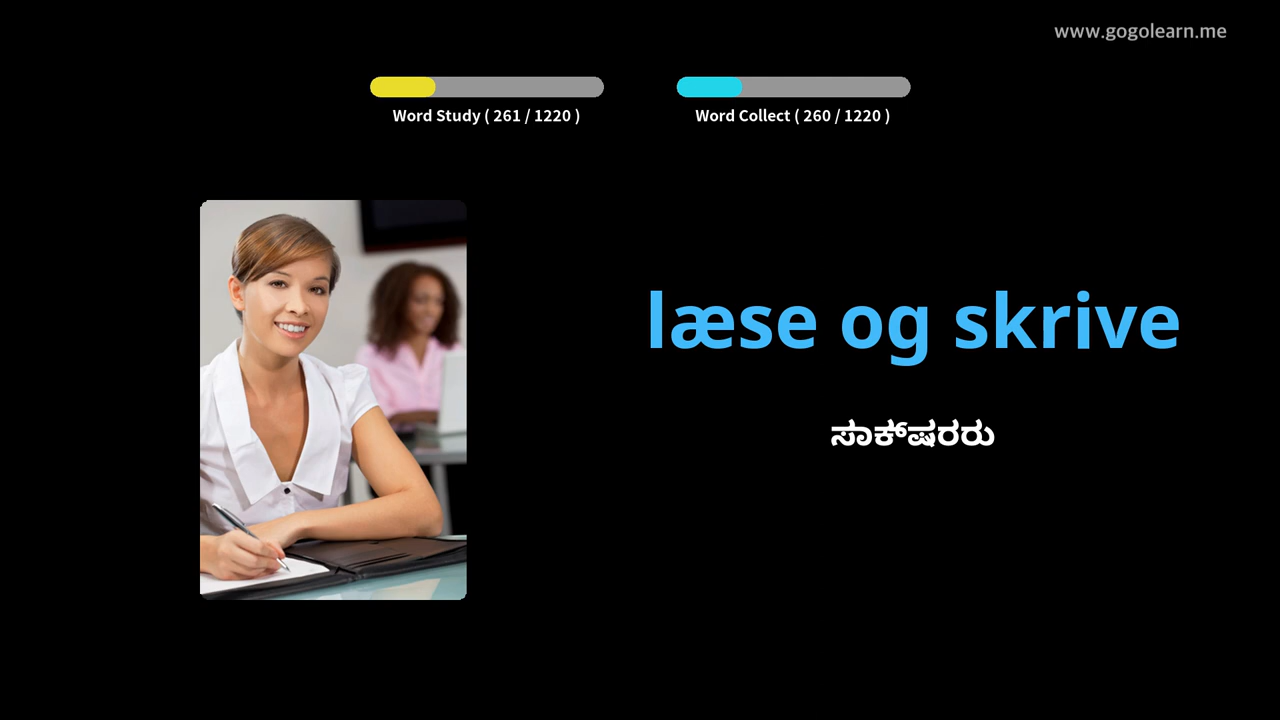 www.gogolearn.me
Word Study ( 261 / 1220 )
Word Collect ( 260 / 1220 )
læse og skrive
ಸಾಕ್‌ಷರರು